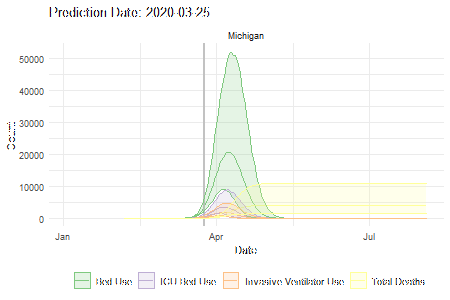 Prediction Date: 2020-03-25
Michigan
50000
40000
30000
20000
10000
0
Count
Jan
Apr
Jul
Date
Bed Use
ICU Bed Use
Invasive Ventilator Use
Total Deaths